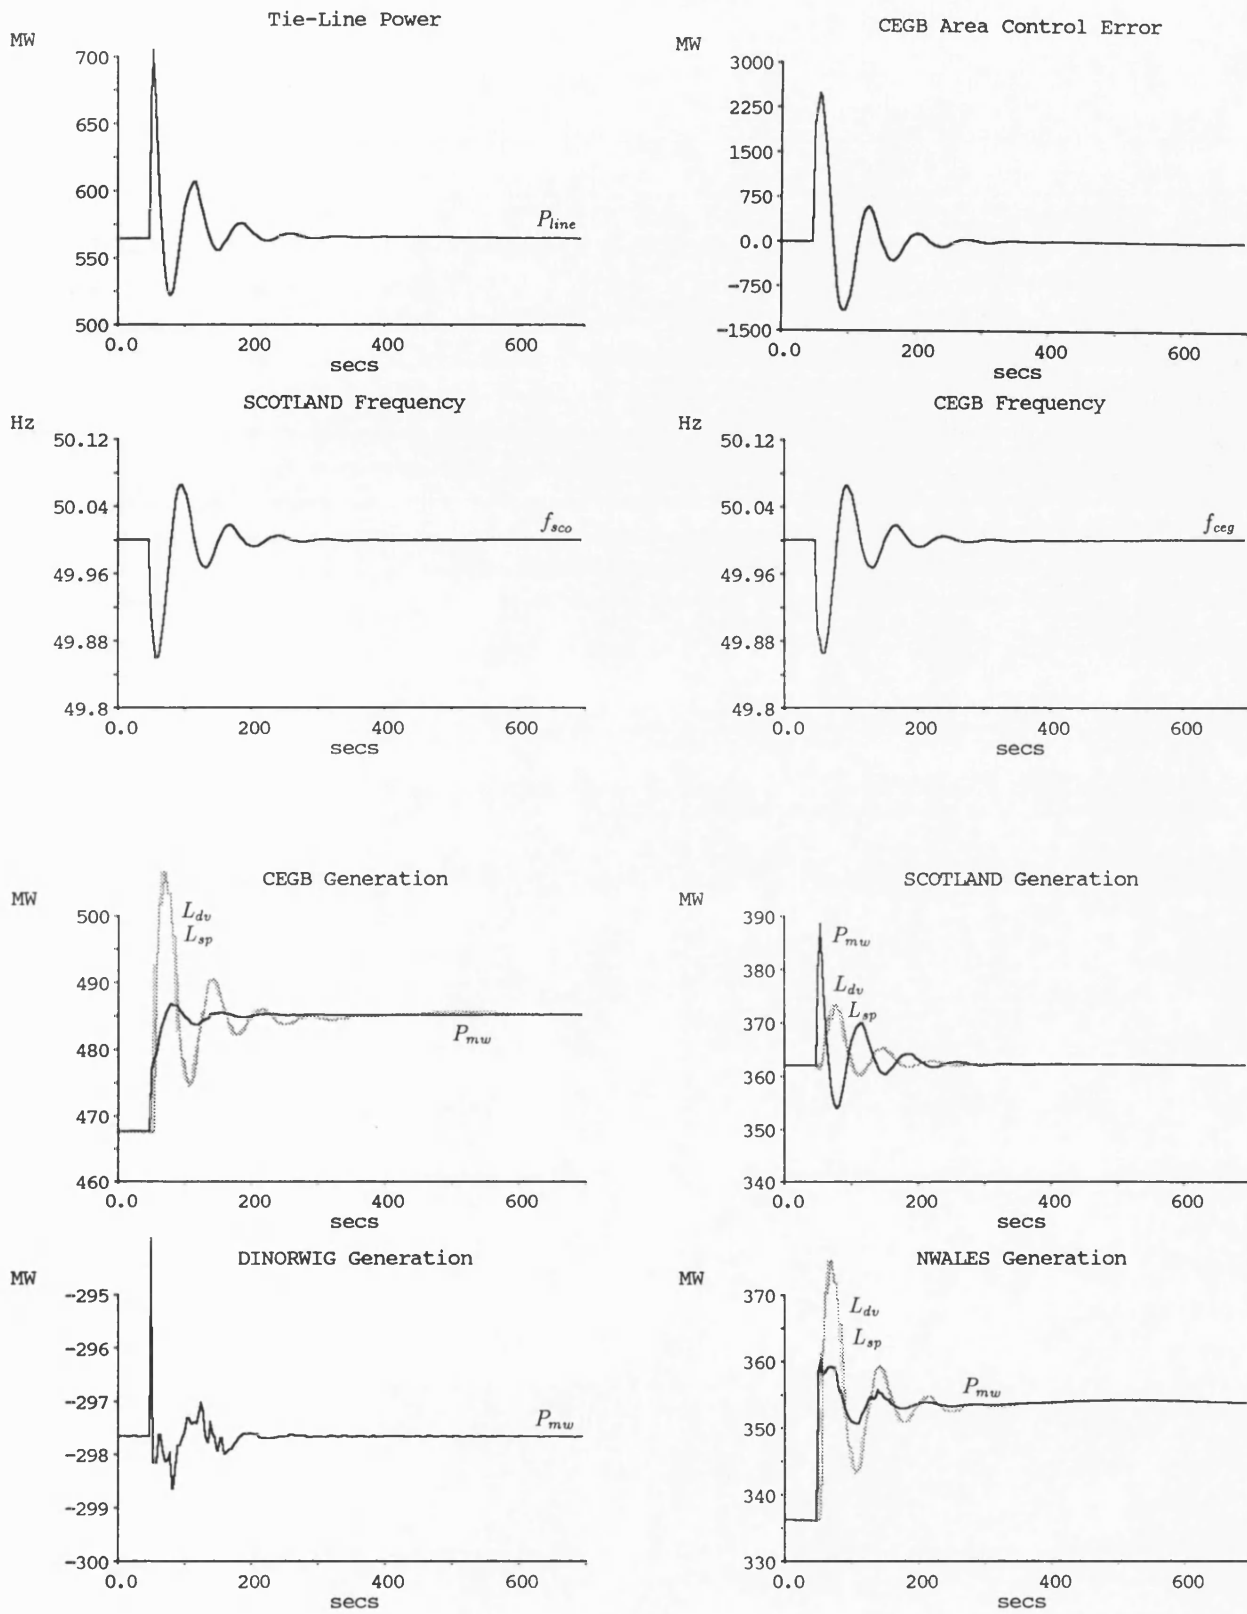 Tie-Line Power
MW
700
650
600
550
500
P_line
0.0 200 400 600
secs
CEGB Area Control Error
MW
3000
2250
1500
750
0.0
-750
-1500
0.0 200 400 600
secs
SCOTLAND Frequency
Hz
50.12
50.04
49.96
49.88
49.8
f_sco
0.0 200 400 600
secs
CEGB Frequency
Hz
50.12
50.04
49.96
49.88
49.8
f_ceg
0.0 200 400 600
secs
CEGB Generation
MW
500
490
480
470
460
L_dv
L_sp
P_mw
0.0 200 400 600
secs
SCOTLAND Generation
MW
390
380
370
360
350
340
P_mw
L_dv
L_sp
0.0 200 400 600
secs
DINORWIG Generation
MW
-295
-296
-297
-298
-299
-300
P_mw
0.0 200 400 600
secs
NWALES Generation
MW
370
360
350
340
330
L_dv
L_sp
P_mw
0.0 200 400 600
secs